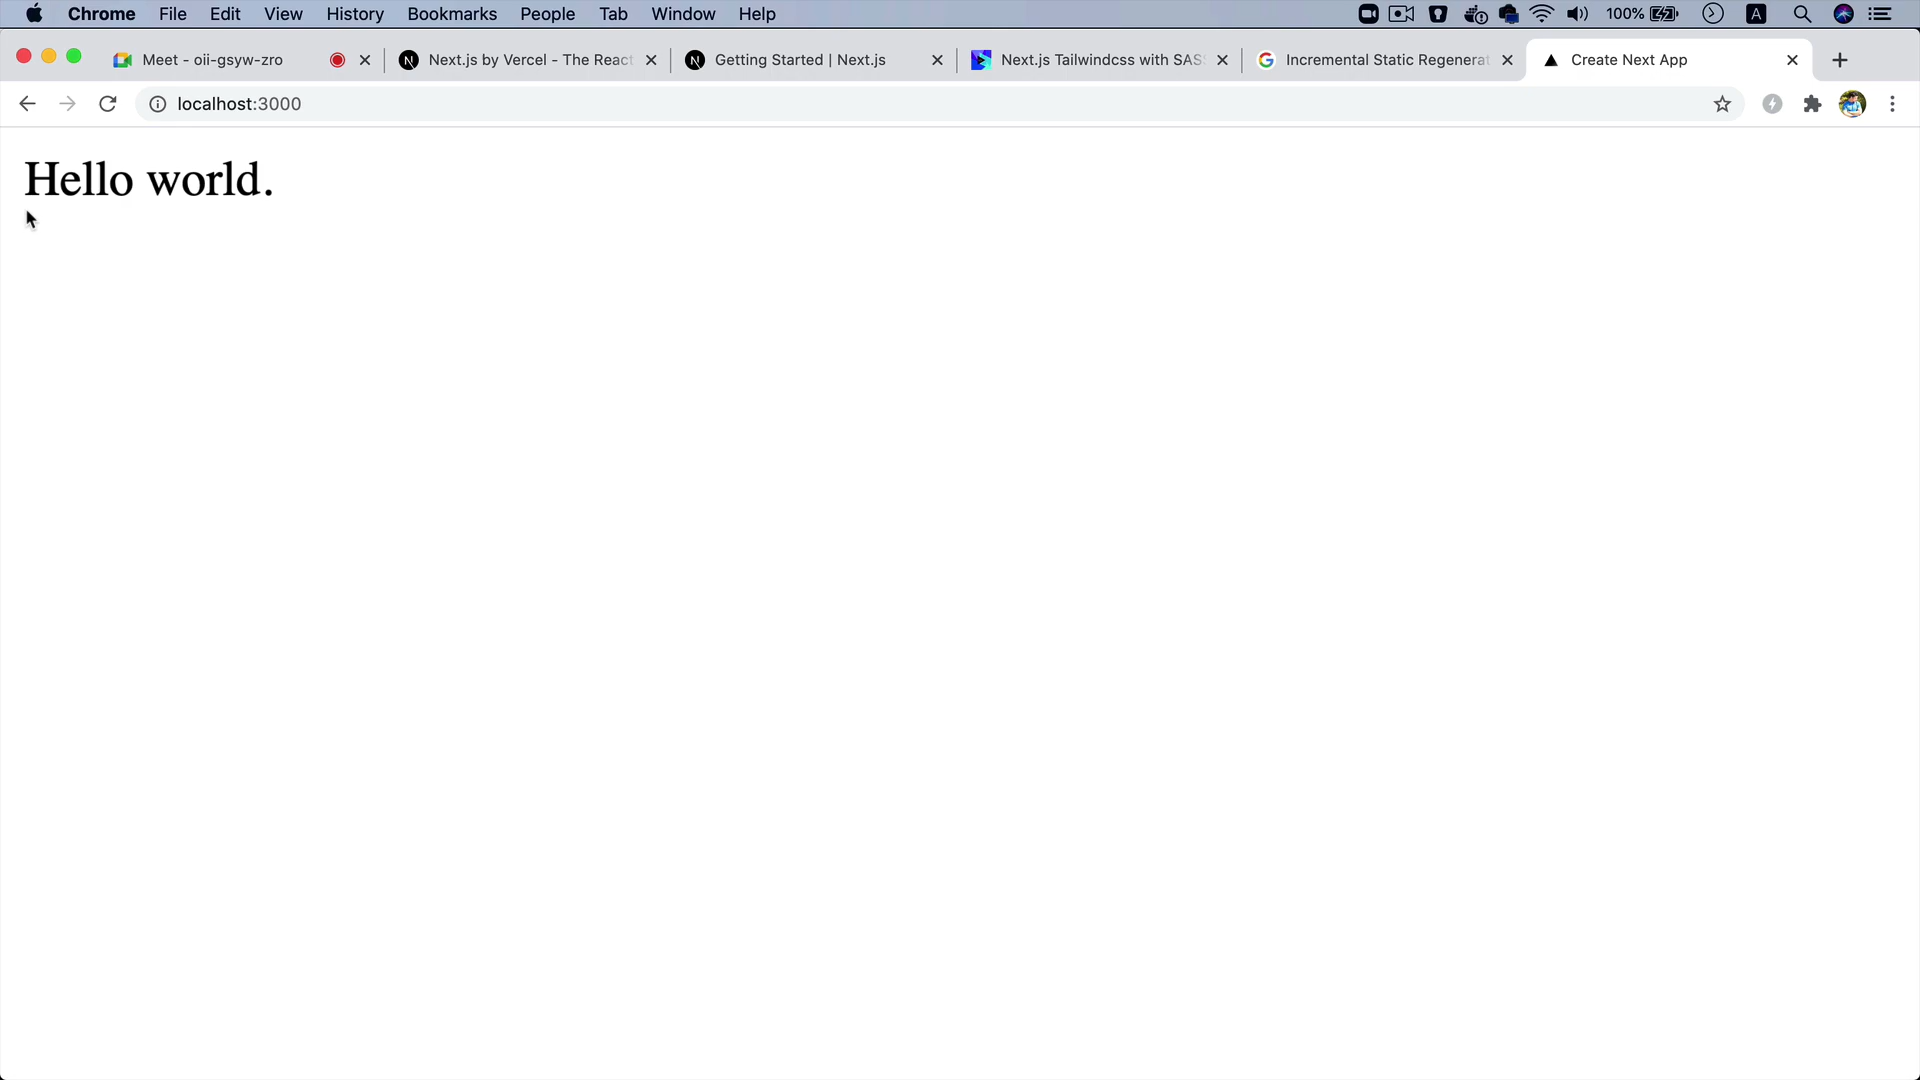 Chrome File Edit View History Bookmarks People Tab Window Help 100% A
Meet - oii-gsyw-zro Next.js by Vercel - The React Getting Started | Next.js Next.js Tailwindcss with SAS Incremental Static Regenerat Create Next App
localhost:3000
Hello world.